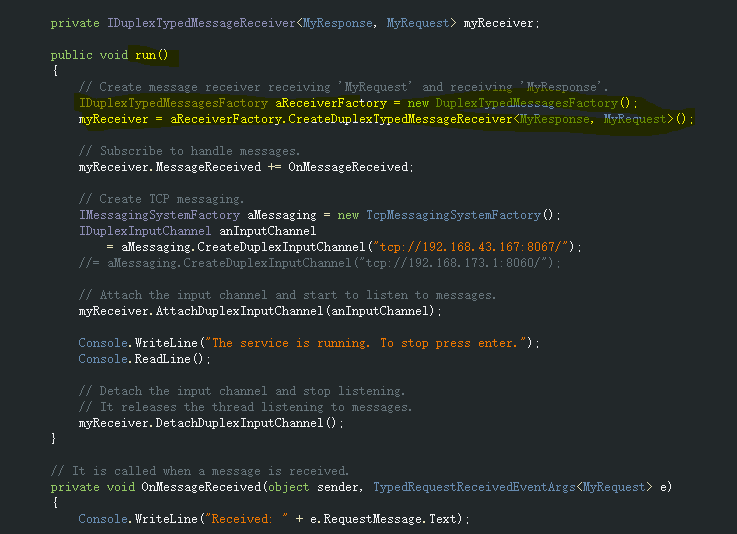 private IDuplexTypedMessageReceiver<MyResponse, MyRequest> myReceiver;
public void run()
{
// Create message receiver receiving 'MyRequest' and receiving 'MyResponse'.
IDuplexTypedMessagesFactory aReceiverFactory = new DuplexTypedMessagesFactory();
myReceiver = aReceiverFactory.CreateDuplexTypedMessageReceiver<MyResponse, MyRequest>();
// Subscribe to handle messages.
myReceiver.MessageReceived += OnMessageReceived;
// Create TCP messaging.
IMessagingSystemFactory aMessaging = new TcpMessagingSystemFactory();
IDuplexInputChannel anInputChannel
= aMessaging.CreateDuplexInputChannel("tcp://192.168.43.167:8067/");
//= aMessaging.CreateDuplexInputChannel("tcp://192.168.173.1:8060/");
// Attach the input channel and start to listen to messages.
myReceiver.AttachDuplexInputChannel(anInputChannel);
Console.WriteLine("The service is running. To stop press enter.");
Console.ReadLine();
// Detach the input channel and stop listening.
// It releases the thread listening to messages.
myReceiver.DetachDuplexInputChannel();
}
// It is called when a message is received.
private void OnMessageReceived(object sender, TypedRequestReceivedEventArgs<MyRequest> e)
{
Console.WriteLine("Received: " + e.RequestMessage.Text);